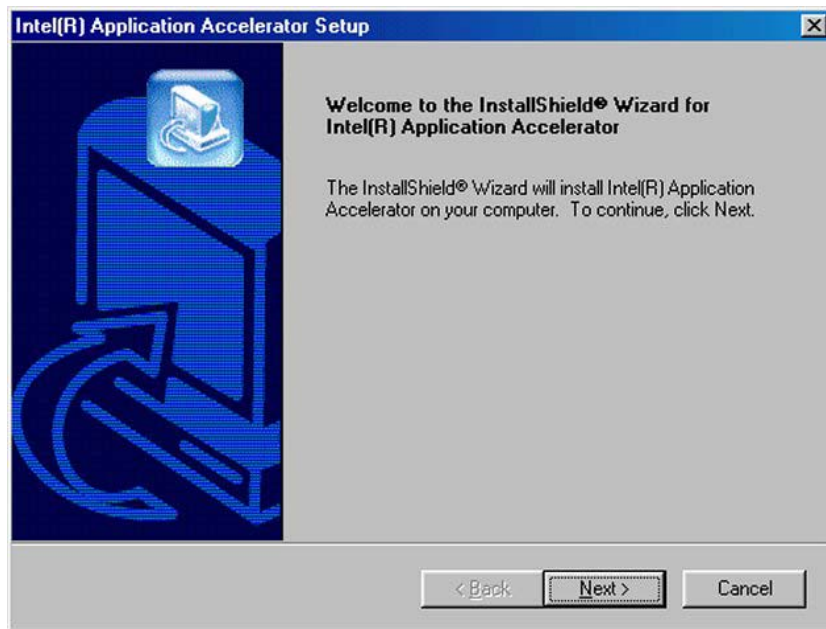 Intel(R) Application Accelerator Setup
Welcome to the InstallShield® Wizard for
Intel(R) Application Accelerator
The InstallShield® Wizard will install Intel(R) Application
Accelerator on your computer. To continue, click Next.
< Back
Next >
Cancel